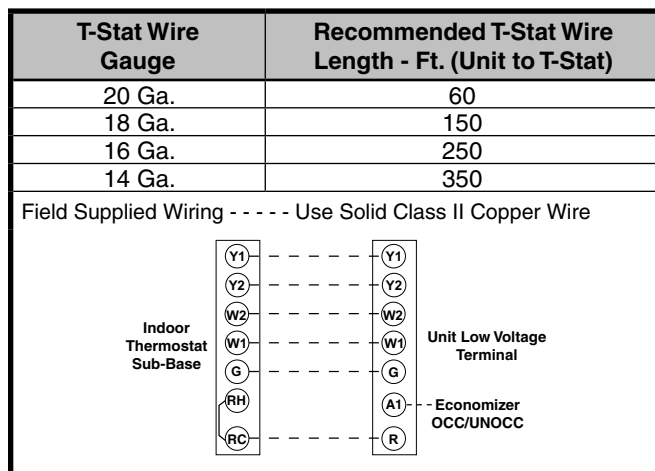 T-Stat Wire Gauge Recommended T-Stat Wire Length - Ft. (Unit to T-Stat)
20 Ga. 60
18 Ga. 150
16 Ga. 250
14 Ga. 350
Field Supplied Wiring - - - - - Use Solid Class II Copper Wire
Indoor
Thermostat
Sub-Base
Y1
Y2
W2
W1
G
RH
RC
Y1
Y2
W2
W1
G
A1
R
Unit Low Voltage
Terminal
Economizer
OCC/UNOCC